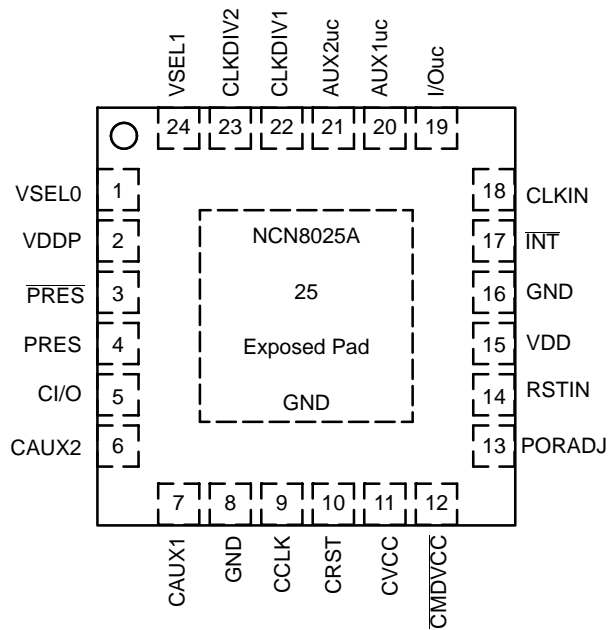 VSEL1
CLKDIV2
CLKDIV1
AUX2uc
AUX1uc
I/Ouc
24
23
22
21
20
19
VSEL0
1
VDDP
2
PRES
3
PRES
4
CI/O
5
CAUX2
6
NCN8025A
25
Exposed Pad
GND
18
CLKIN
17
INT
16
GND
15
VDD
14
RSTIN
13
PORADJ
7
8
9
10
11
12
CAUX1
GND
CCLK
CRST
CVCC
CMDVCC